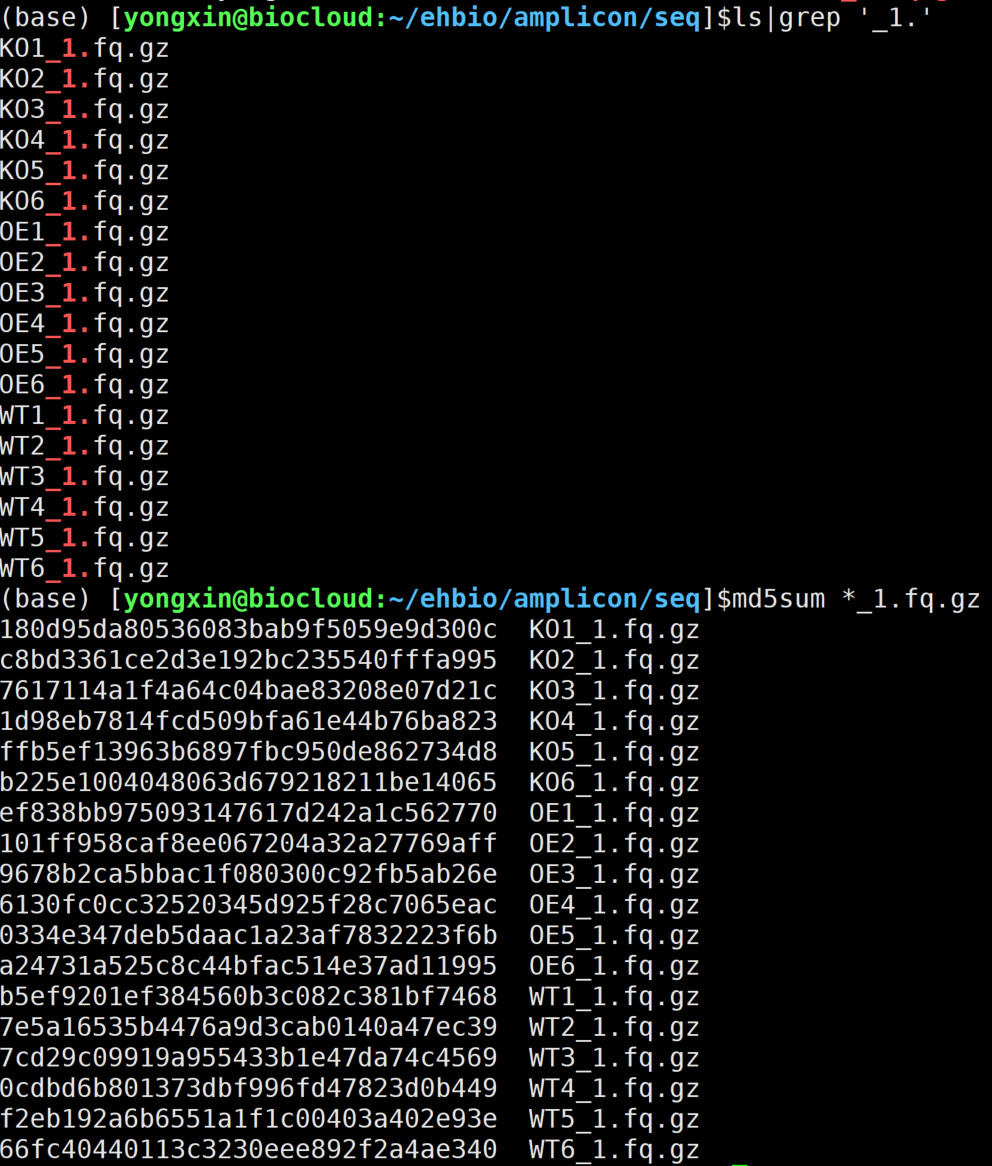 (base) [yongxin@biocloud:~/ehbio/amplicon/seq]$ls|grep '_1.'
KO1_1.fq.gz
KO2_1.fq.gz
KO3_1.fq.gz
KO4_1.fq.gz
KO5_1.fq.gz
KO6_1.fq.gz
OE1_1.fq.gz
OE2_1.fq.gz
OE3_1.fq.gz
OE4_1.fq.gz
OE5_1.fq.gz
OE6_1.fq.gz
WT1_1.fq.gz
WT2_1.fq.gz
WT3_1.fq.gz
WT4_1.fq.gz
WT5_1.fq.gz
WT6_1.fq.gz
(base) [yongxin@biocloud:~/ehbio/amplicon/seq]$md5sum *_1.fq.gz
180d95da80536083bab9f5059e9d300c  KO1_1.fq.gz
c8bd3361ce2d3e192bc235540fffa995  KO2_1.fq.gz
7617114a1f4a64c04bae83208e07d21c  KO3_1.fq.gz
1d98eb7814fcd509bfa61e44b76ba823  KO4_1.fq.gz
ffb5ef13963b6897fbc950de862734d8  KO5_1.fq.gz
b225e1004048063d679218211be14065  KO6_1.fq.gz
ef838bb975093147617d242a1c562770  OE1_1.fq.gz
101ff958caf8ee067204a32a27769aff  OE2_1.fq.gz
9678b2ca5bbac1f080300c92fb5ab26e  OE3_1.fq.gz
6130fc0cc32520345d925f28c7065eac  OE4_1.fq.gz
0334e347deb5daac1a23af7832223f6b  OE5_1.fq.gz
a24731a525c8c44bfac514e37ad11995  OE6_1.fq.gz
b5ef9201ef384560b3c082c381bf7468  WT1_1.fq.gz
7e5a16535b4476a9d3cab0140a47ec39  WT2_1.fq.gz
7cd29c09919a955433b1e47da74c4569  WT3_1.fq.gz
0cdbd6b801373dbf996fd47823d0b449  WT4_1.fq.gz
f2eb192a6b6551a1f1c00403a402e93e  WT5_1.fq.gz
66fc40440113c3230eee892f2a4ae340  WT6_1.fq.gz